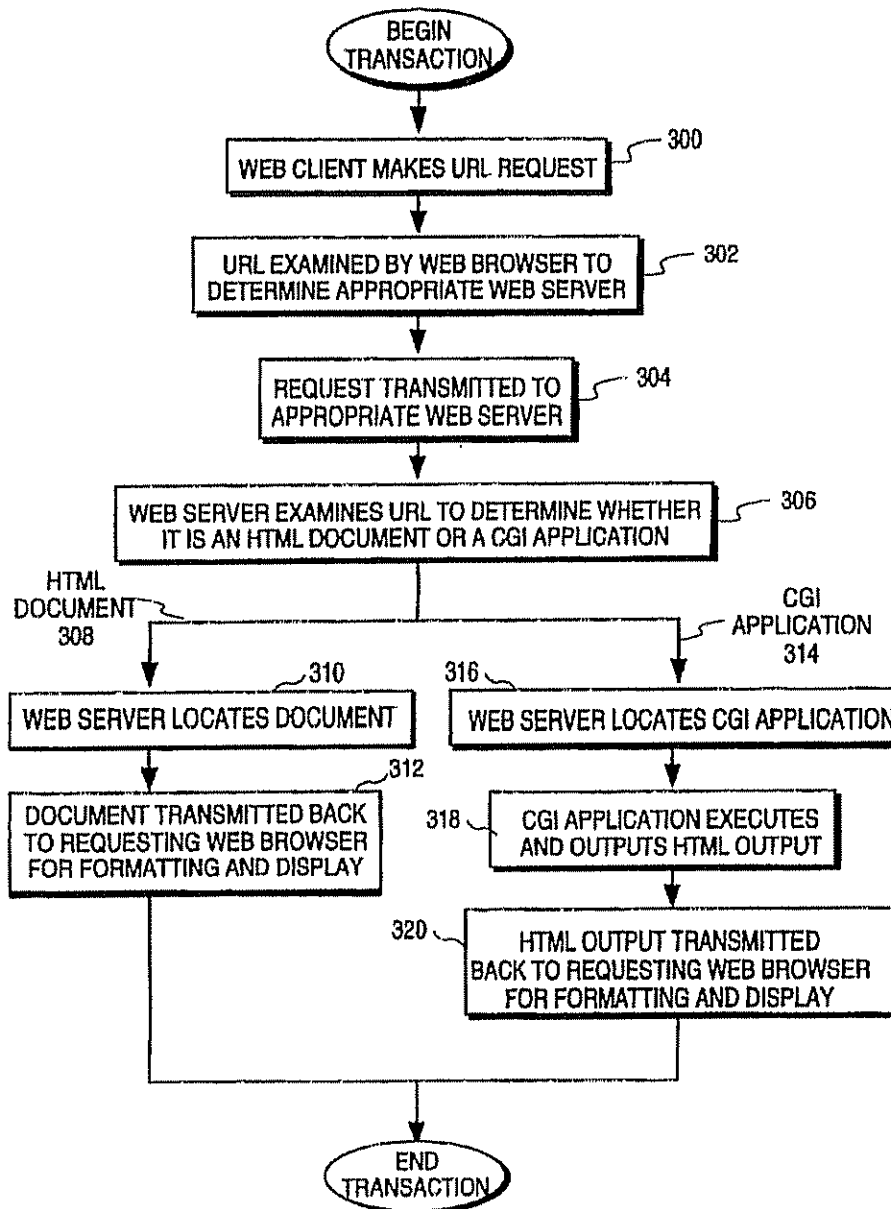 BEGIN
TRANSACTION
WEB CLIENT MAKES URL REQUEST
300
URL EXAMINED BY WEB BROWSER TO
DETERMINE APPROPRIATE WEB SERVER
302
REQUEST TRANSMITTED TO
APPROPRIATE WEB SERVER
304
WEB SERVER EXAMINES URL TO DETERMINE WHETHER
IT IS AN HTML DOCUMENT OR A CGI APPLICATION
306
HTML
DOCUMENT
308
CGI
APPLICATION
314
310
WEB SERVER LOCATES DOCUMENT
316
WEB SERVER LOCATES CGI APPLICATION
312
DOCUMENT TRANSMITTED BACK
TO REQUESTING WEB BROWSER
FOR FORMATTING AND DISPLAY
318
CGI APPLICATION EXECUTES
AND OUTPUTS HTML OUTPUT
320
HTML OUTPUT TRANSMITTED
BACK TO REQUESTING WEB BROWSER
FOR FORMATTING AND DISPLAY
END
TRANSACTION